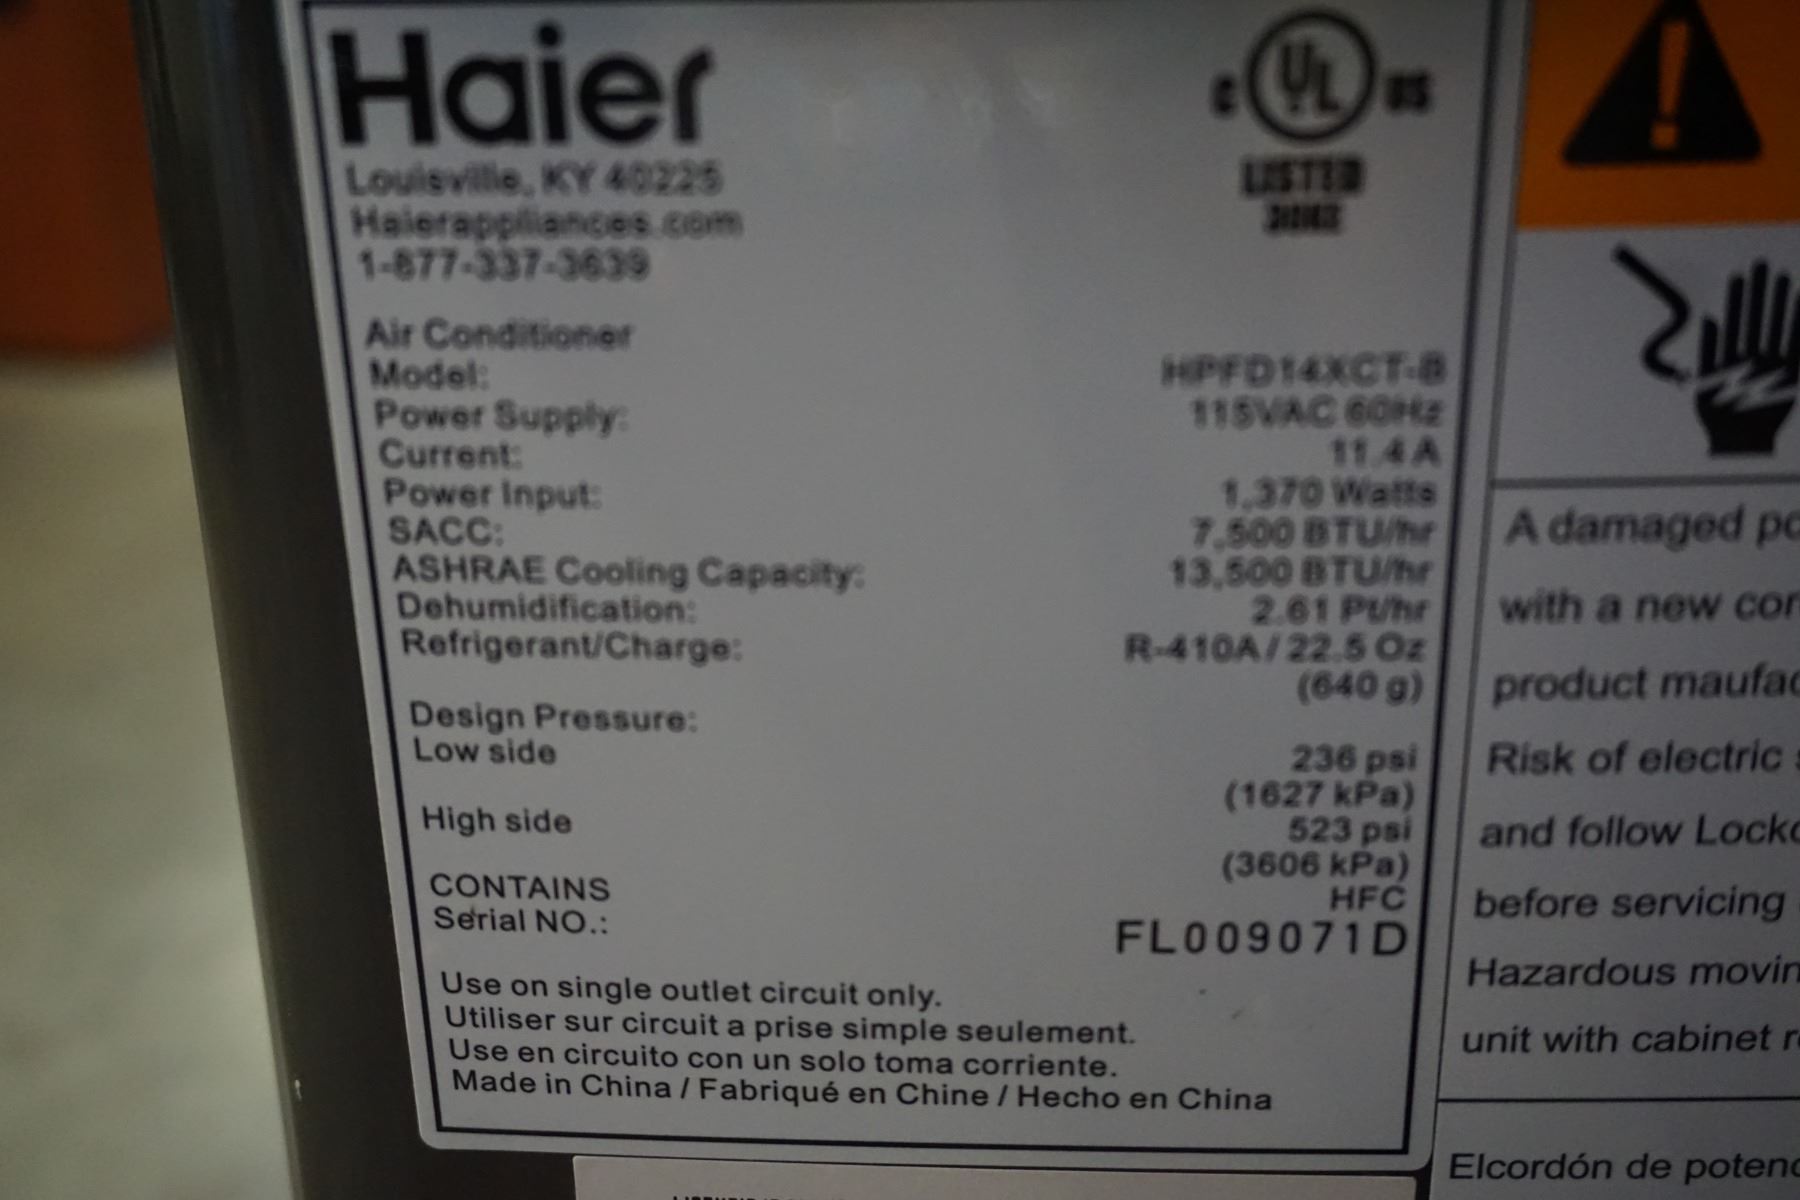 Haier
Louisville, KY 40225
Haierappliances.com
1-877-337-3639
C UL US
LISTED
Air Conditioner
Model: HPFD14XCT-B
Power Supply: 115VAC 60Hz
Current: 11.4 A
Power Input: 1,370 Watts
SACC: 7,500 BTU/hr
ASHRAE Cooling Capacity: 13,500 BTU/hr
Dehumidification: 2.61 Pt/hr
Refrigerant/Charge: R-410A / 22.5 Oz
(640 g)
Design Pressure:
Low side 236 psi
(1627 kPa)
High side 523 psi
(3606 kPa)
CONTAINS HFC
Serial NO.: FL009071D
Use on single outlet circuit only.
Utiliser sur circuit a prise simple seulement.
Use en circuito con un solo toma corriente.
Made in China / Fabriqué en Chine / Hecho en China
A damaged po
with a new cor
product maufac
Risk of electric
and follow Locko
before servicing
Hazardous movin
unit with cabinet r
Elcordón de potenc